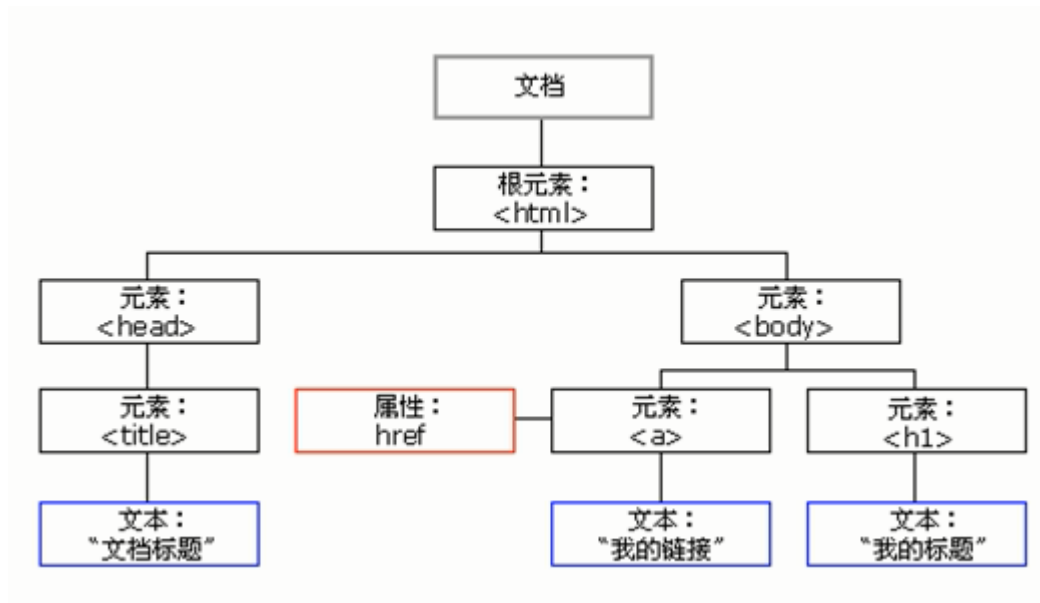 文档
根元素：
<html>
元素：
<head>
元素：
<body>
元素：
<title>
属性：
href
元素：
<a>
元素：
<h1>
文本：
“文档标题”
文本：
“我的链接”
文本：
“我的标题”